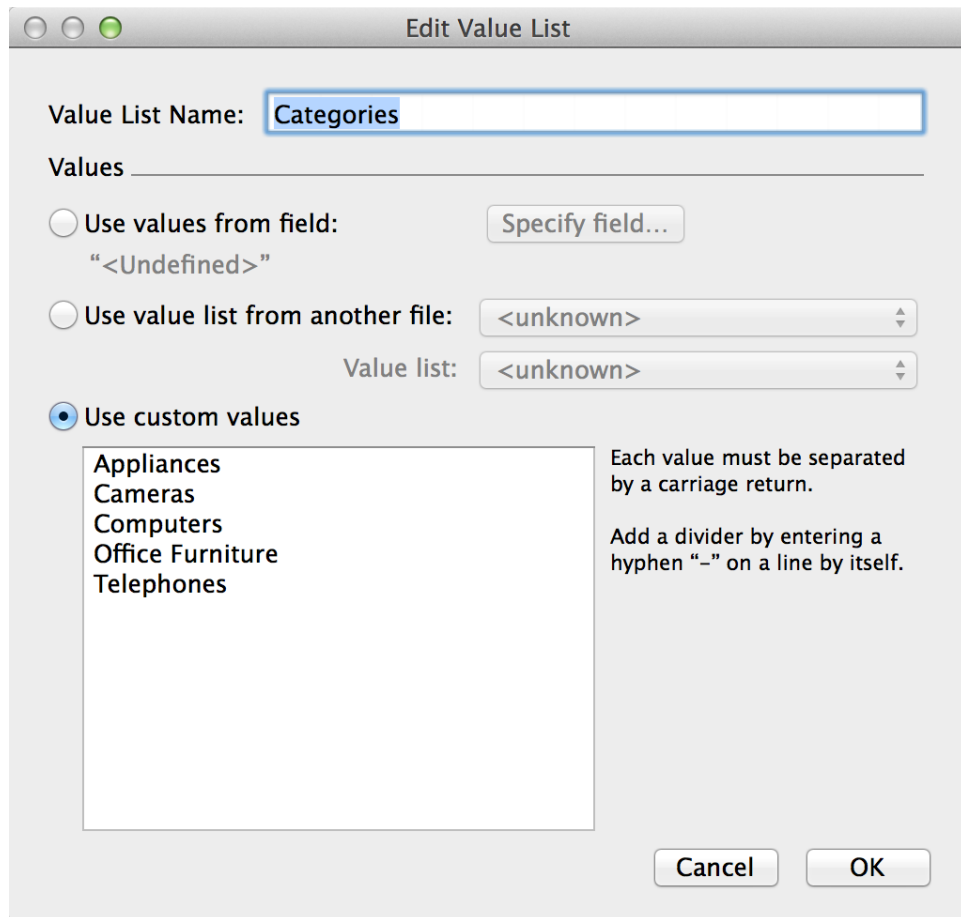 Edit Value List
Value List Name: Categories
Values
Use values from field: Specify field...
“<Undefined>”
Use value list from another file: <unknown>
Value list: <unknown>
Use custom values
Appliances
Cameras
Computers
Office Furniture
Telephones
Each value must be separated
by a carriage return.
Add a divider by entering a
hyphen “-” on a line by itself.
Cancel OK